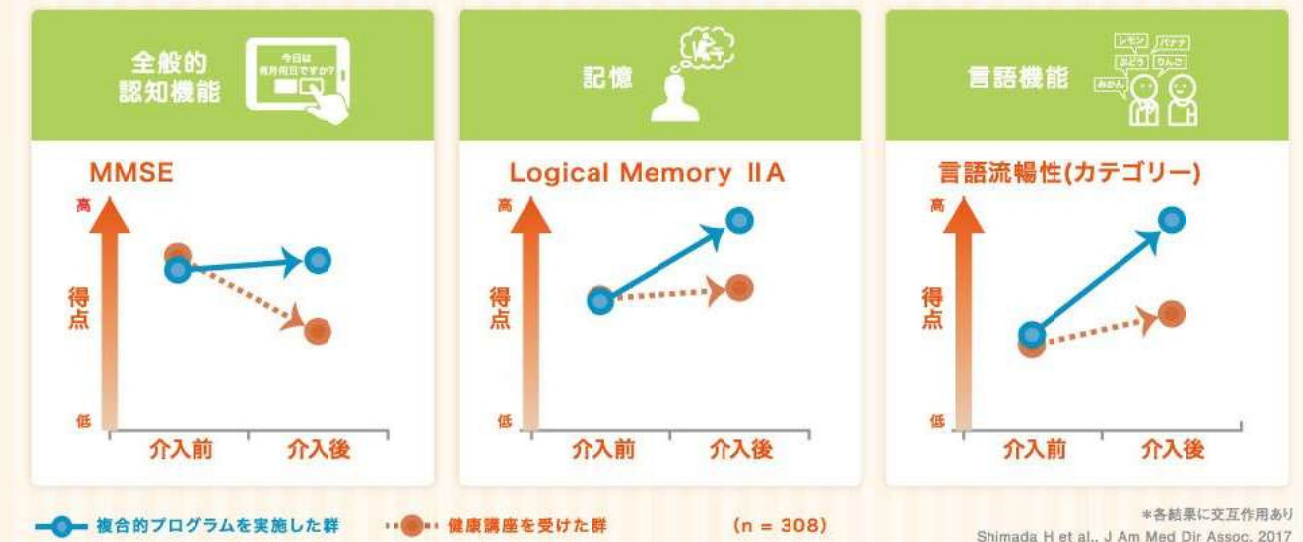 全般的
認知機能
今日は
何月何日ですか?
記憶
言語機能
レモン
バナナ
ぶどう
りんご
みかん
MMSE
高
得点
低
介入前
介入後
Logical Memory ⅡA
高
得点
低
介入前
介入後
言語流暢性(カテゴリー)
高
得点
低
介入前
介入後
複合的プログラムを実施した群
健康講座を受けた群
(n = 308)
*各結果に交互作用あり
Shimada H et al., J Am Med Dir Assoc. 2017